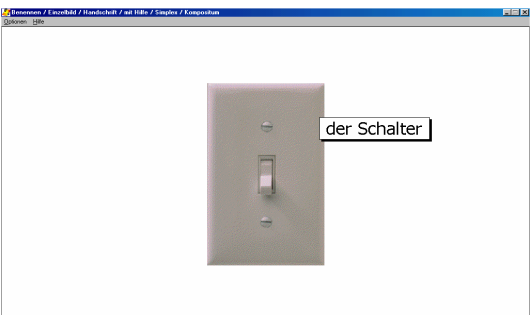 Benennen / Einzelbild / Handschrift / mit Hilfe / Simplex / Kompositum
Optionen Hilfe
der Schalter